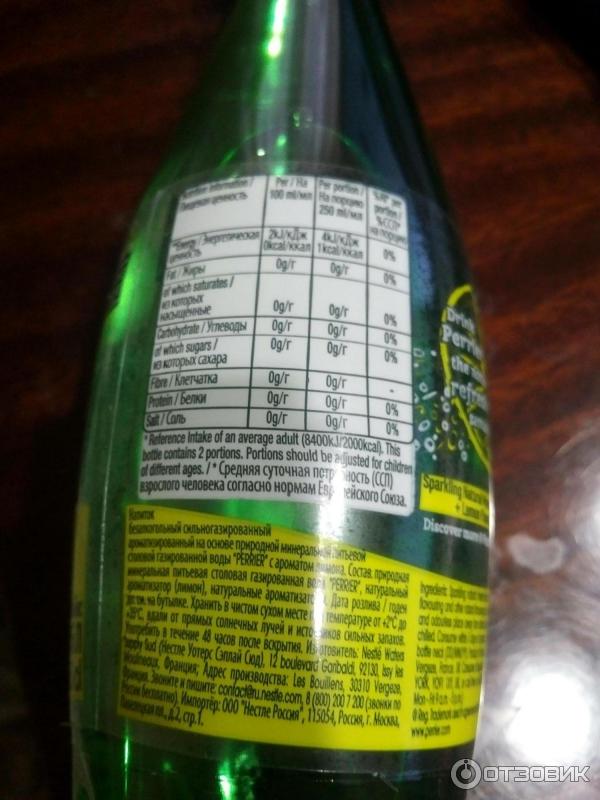 Nutrition Information / Пищевая ценность
Per / На 100 ml/мл
Per portion / На порцию 250 ml/мл
per portion / %ССП* на порцию
*Energy / Энергетическая ценность 2kJ/кДж 0kcal/ккал 4kJ/кДж 1kcal/ккал 0%
Fat / Жиры 0g/г 0g/г 0%
of which saturates / из которых насыщенные 0g/г 0g/г 0%
Carbohydrate / Углеводы 0g/г 0g/г 0%
of which sugars / из которых сахара 0g/г 0g/г 0%
Fibre / Клетчатка 0g/г 0g/г -
Protein / Белки 0g/г 0g/г 0%
Salt / Соль 0g/г 0g/г 0%
* Reference Intake of an average adult (8400kJ/2000kcal). This
bottle contains 2 portions. Portions should be adjusted for children
of different ages. / * Средняя суточная потребность (ССП)
взрослого человека согласно нормам Европейского Союза.
Напиток
безалкогольный сильногазированный
ароматизированный на основе природной минеральной питьевой
столовой газированной воды "PERRIER" с ароматом лимона. Состав: природная
минеральная питьевая столовая газированная вода "PERRIER", натуральный
ароматизатор (лимон), натуральные ароматизаторы. Дата розлива / годен
до: см. на бутылке. Хранить в чистом сухом месте при температуре от +2°C до
+20°C, вдали от прямых солнечных лучей и источников сильных запахов.
Употребить в течение 48 часов после вскрытия. Изготовитель: Nestlé Waters
Supply Sud (Нестле Уотерс Сэплай Сюд), 12 boulevard Garibaldi, 92130, Issy les
Moulineaux, Франция; Адрес производства: Les Bouillens, 30310 Vergeze,
Франция. Звоните и пишите: contact@ru.nestle.com, 8 (800) 200 7 200 (звонки по
России бесплатно). Импортёр: ООО "Нестле Россия", 115054, Россия, г. Москва,
Павелецкая пл., д.2, стр.1.
Drink
Perrier
the
Sparkling Natural
+ Lemon
Discover more
www.perrier.com
ОТЗОВИК